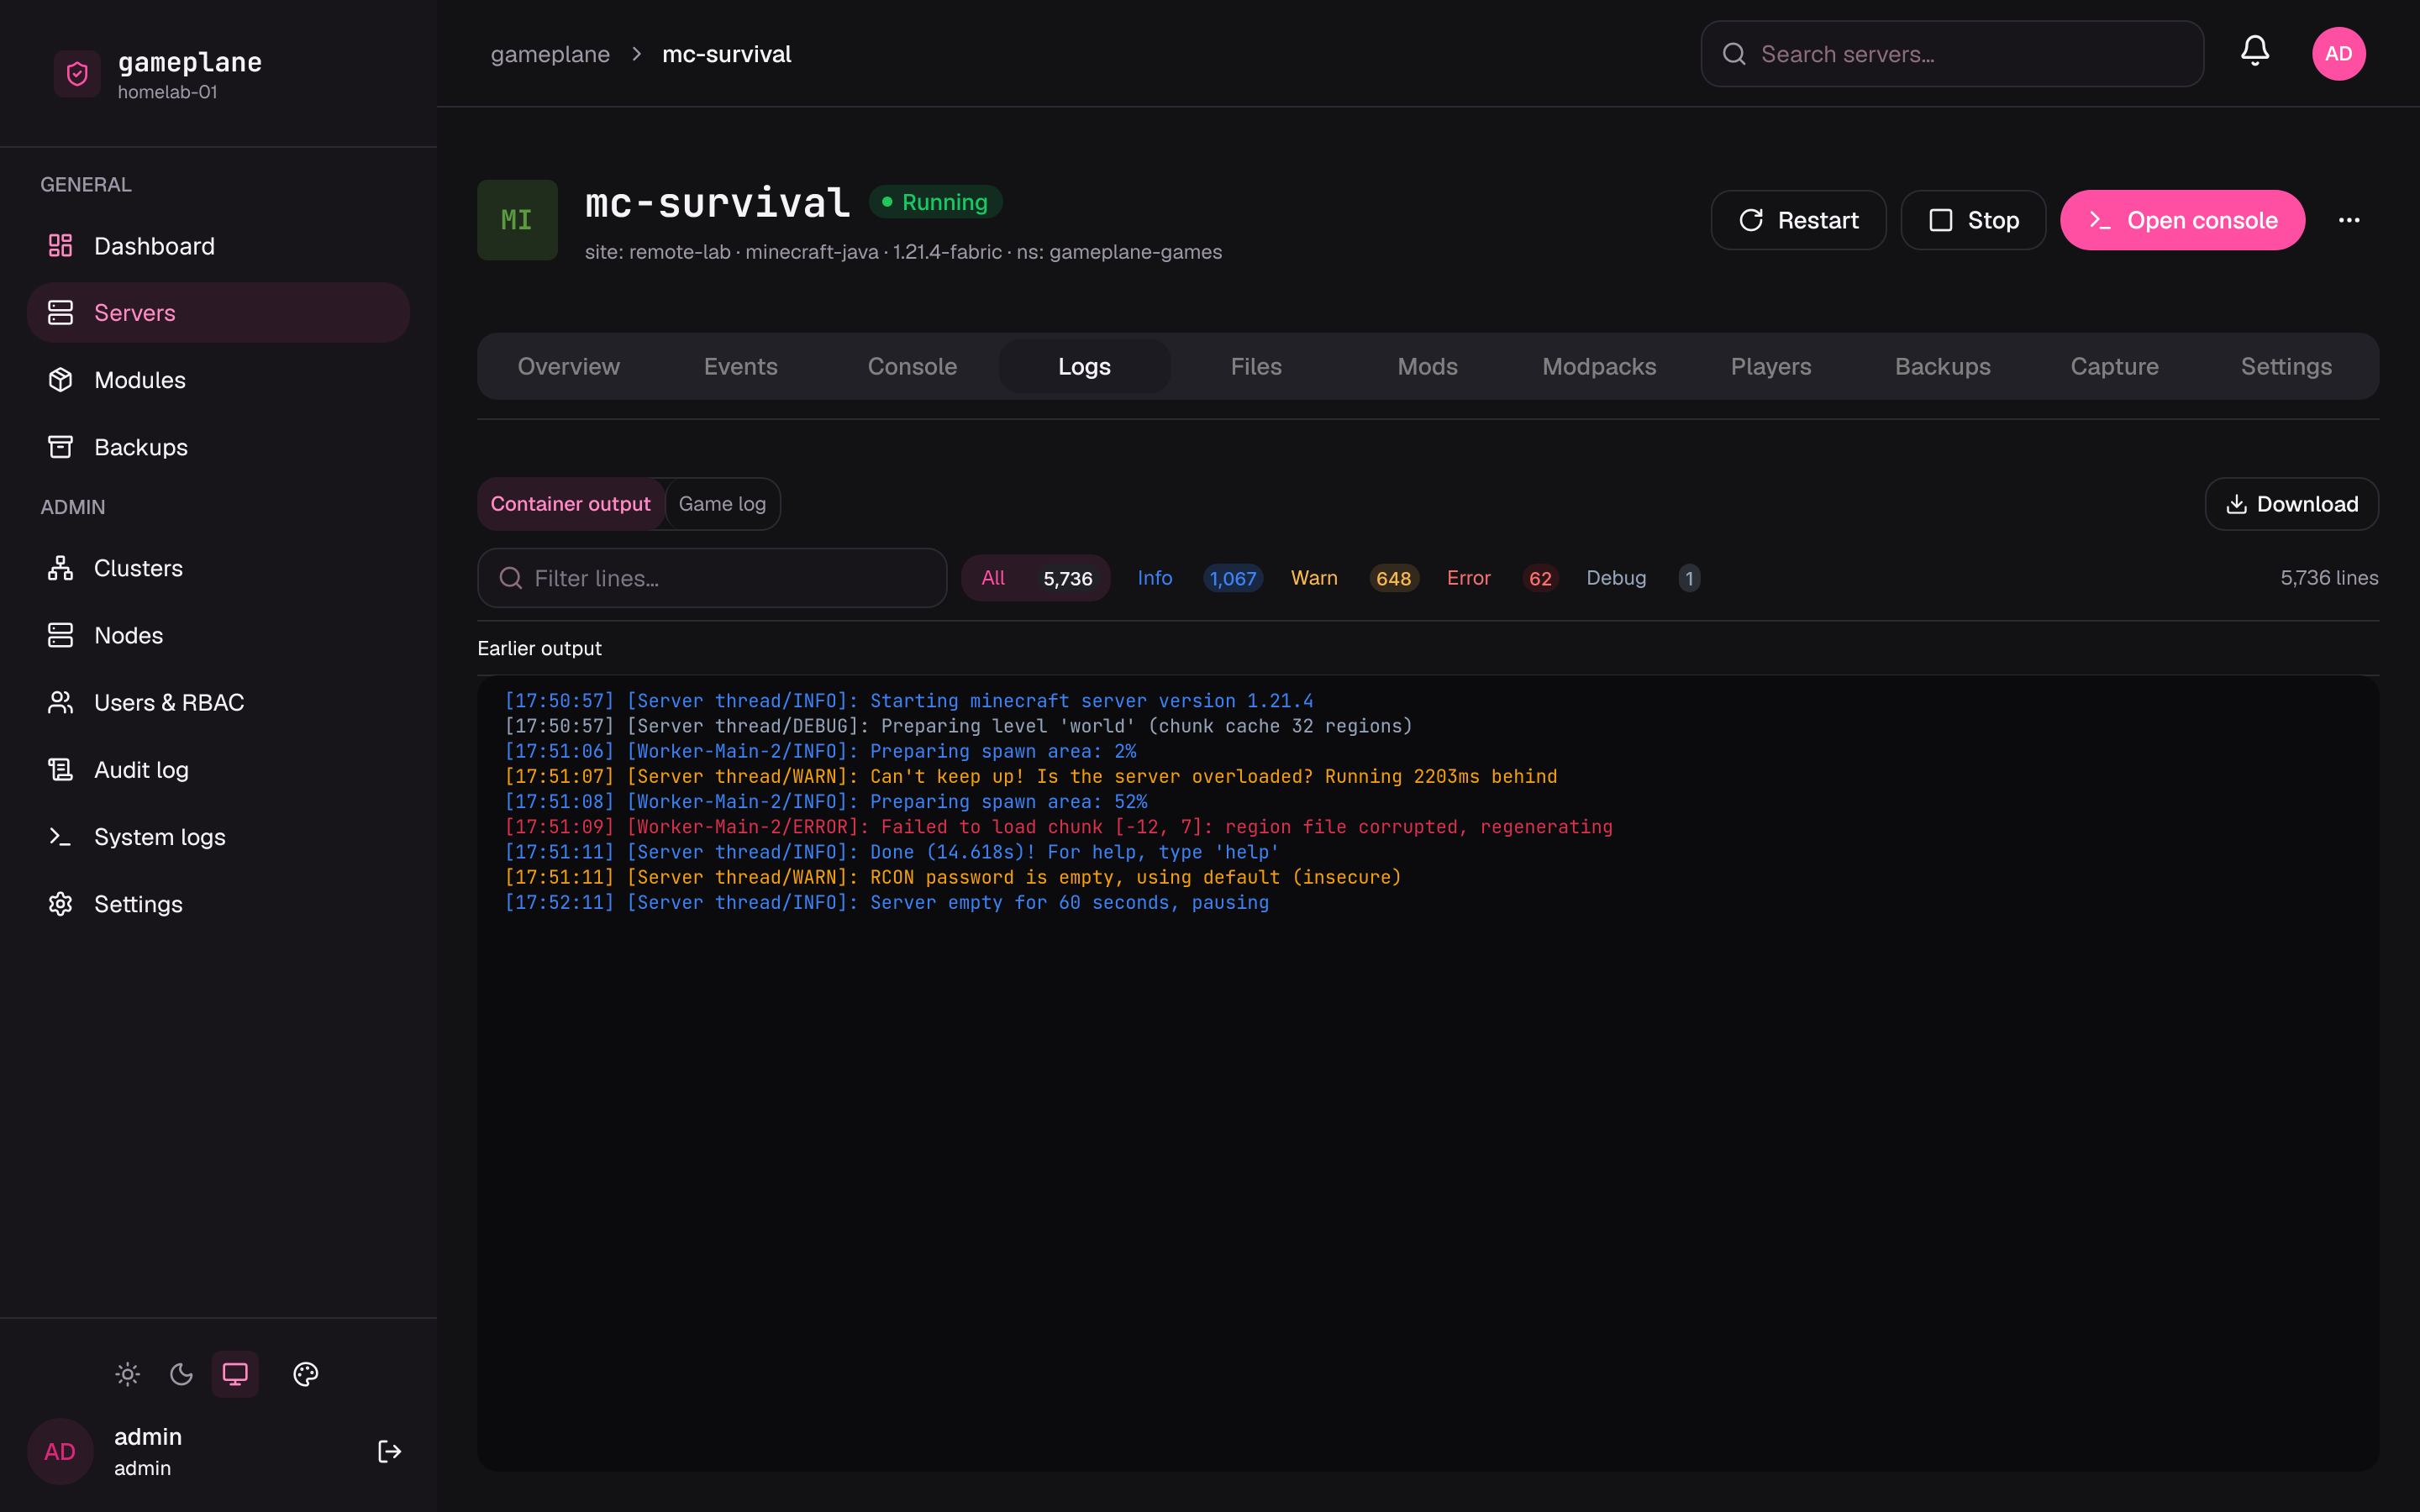 gameplane
homelab-01
GENERAL
Dashboard
Servers
Modules
Backups
ADMIN
Clusters
Nodes
Users & RBAC
Audit log
System logs
Settings
AD
admin
admin
gameplane > mc-survival
Search servers...
AD
MI
mc-survival
Running
site: remote-lab · minecraft-java · 1.21.4-fabric · ns: gameplane-games
Restart
Stop
Open console
Overview Events Console Logs Files Mods Modpacks Players Backups Capture Settings
Container output Game log
Download
Filter lines...
All 5,736 Info 1,067 Warn 648 Error 62 Debug 1
5,736 lines
Earlier output
[17:50:57] [Server thread/INFO]: Starting minecraft server version 1.21.4
[17:50:57] [Server thread/DEBUG]: Preparing level 'world' (chunk cache 32 regions)
[17:51:06] [Worker-Main-2/INFO]: Preparing spawn area: 2%
[17:51:07] [Server thread/WARN]: Can't keep up! Is the server overloaded? Running 2203ms behind
[17:51:08] [Worker-Main-2/INFO]: Preparing spawn area: 52%
[17:51:09] [Worker-Main-2/ERROR]: Failed to load chunk [-12, 7]: region file corrupted, regenerating
[17:51:11] [Server thread/INFO]: Done (14.618s)! For help, type 'help'
[17:51:11] [Server thread/WARN]: RCON password is empty, using default (insecure)
[17:52:11] [Server thread/INFO]: Server empty for 60 seconds, pausing